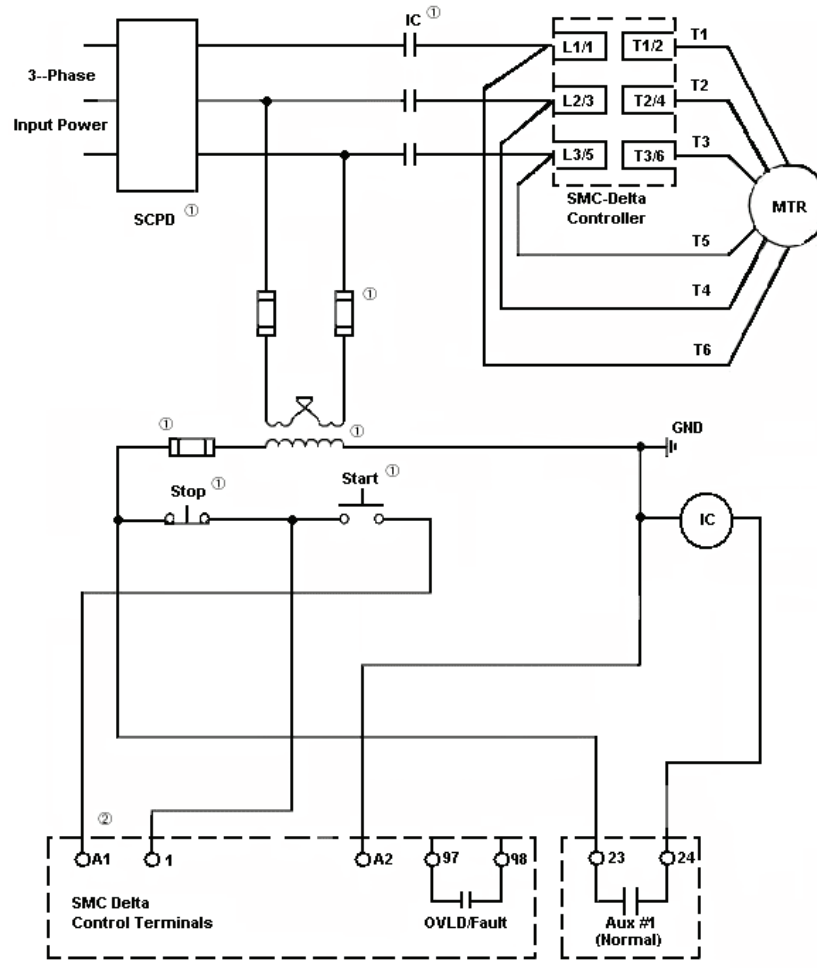 IC ①
T1
3--Phase
L1/1
T1/2
T2
L2/3
T2/4
Input Power
T3
L3/5
T3/6
SCPD ①
SMC-Delta
Controller
MTR
T5
①
T4
T6
①
①
GND
Stop ①
Start ①
IC
②
A1
1
A2
97
98
23
24
SMC Delta
Control Terminals
OVLD/Fault
Aux #1
(Normal)